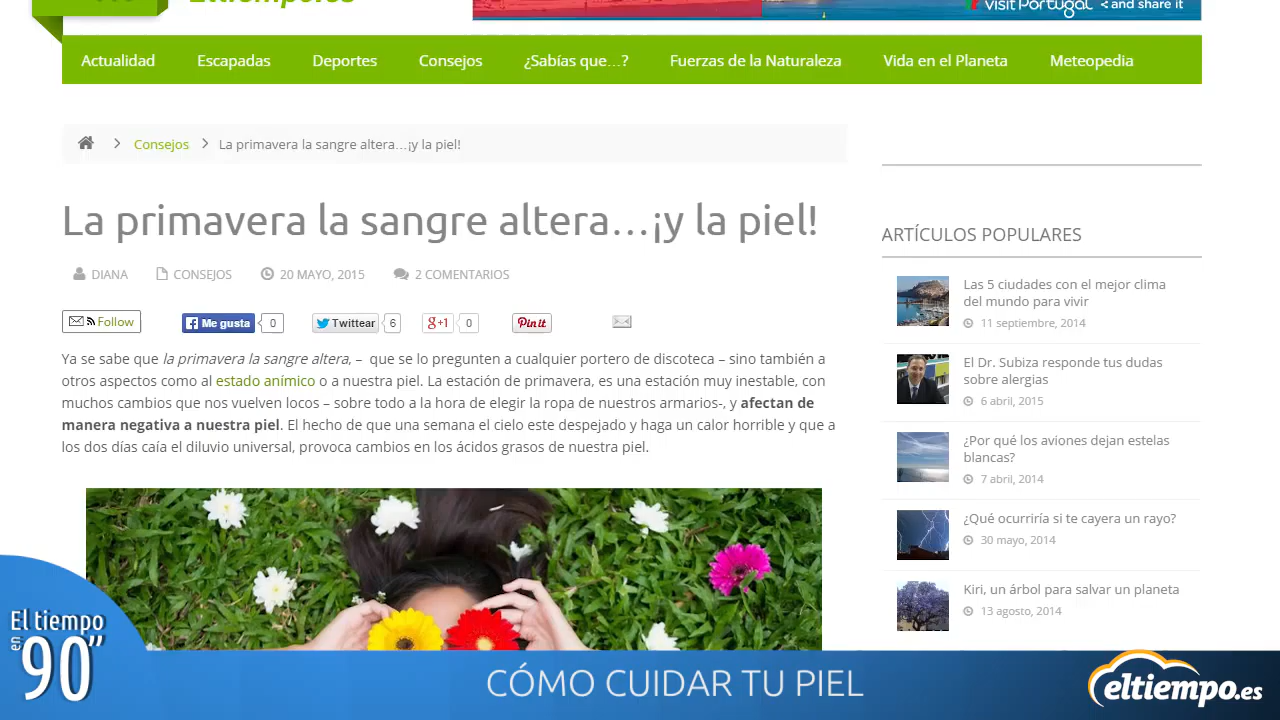 Eltiempo.es
visitPortugal
and share it
Actualidad Escapadas Deportes Consejos ¿Sabías que…? Fuerzas de la Naturaleza Vida en el Planeta Meteopedia
Consejos La primavera la sangre altera…¡y la piel!
La primavera la sangre altera…¡y la piel!
DIANA CONSEJOS 20 MAYO, 2015 2 COMENTARIOS
Follow Me gusta 0 Twittear 6 g+1 0 Pin it
Ya se sabe que la primavera la sangre altera, – que se lo pregunten a cualquier portero de discoteca – sino también a
otros aspectos como al estado anímico o a nuestra piel. La estación de primavera, es una estación muy inestable, con
muchos cambios que nos vuelven locos – sobre todo a la hora de elegir la ropa de nuestros armarios-, y afectan de
manera negativa a nuestra piel. El hecho de que una semana el cielo este despejado y haga un calor horrible y que a
los dos días caía el diluvio universal, provoca cambios en los ácidos grasos de nuestra piel.
ARTÍCULOS POPULARES
Las 5 ciudades con el mejor clima
del mundo para vivir
11 septiembre, 2014
El Dr. Subiza responde tus dudas
sobre alergias
6 abril, 2015
¿Por qué los aviones dejan estelas
blancas?
7 abril, 2014
¿Qué ocurriría si te cayera un rayo?
30 mayo, 2014
Kiri, un árbol para salvar un planeta
13 agosto, 2014
El tiempo
en 90”
CÓMO CUIDAR TU PIEL
eltiempo.es